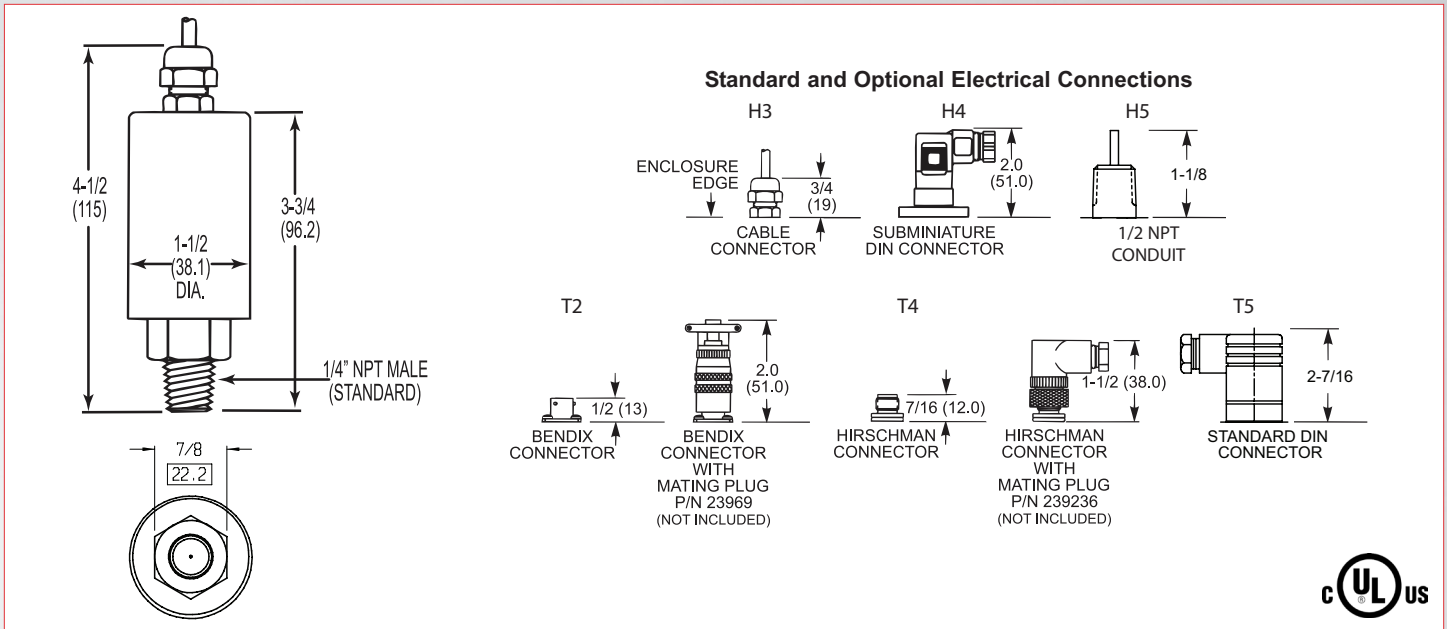 4-1/2
(115)
1-1/2
(38.1)
DIA.
3-3/4
(96.2)
1/4” NPT MALE
(STANDARD)
7/8
22.2
Standard and Optional Electrical Connections
H3
ENCLOSURE
EDGE
3/4
(19)
CABLE
CONNECTOR
H4
2.0
(51.0)
SUBMINIATURE
DIN CONNECTOR
H5
1-1/8
1/2 NPT
CONDUIT
T2
1/2 (13)
BENDIX
CONNECTOR
2.0
(51.0)
BENDIX
CONNECTOR
WITH
MATING PLUG
P/N 23969
(NOT INCLUDED)
T4
7/16 (12.0)
HIRSCHMAN
CONNECTOR
1-1/2 (38.0)
HIRSCHMAN
CONNECTOR
WITH
MATING PLUG
P/N 239236
(NOT INCLUDED)
T5
2-7/16
STANDARD DIN
CONNECTOR
C UL® US